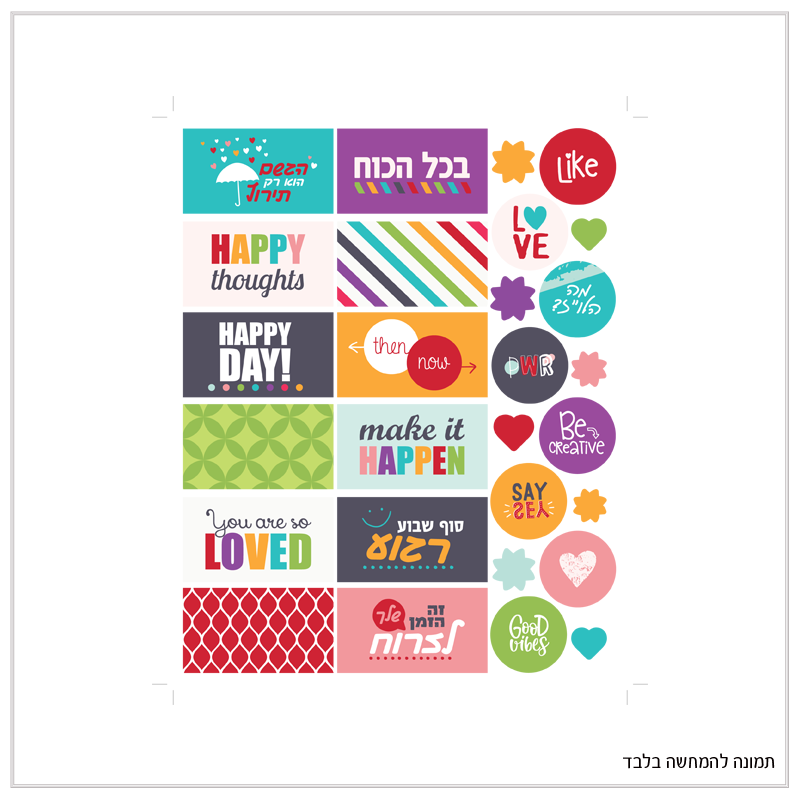 הגשם
הוא רק
תירוץ
בכל הכוח
Like
HAPPY
thoughts
LOVE
מה
הלו"ז?
HAPPY
DAY!
then
now
PWR
make it
HAPPEN
Be
CREATIVE
SAY
YES
You are so
LOVED
סוף שבוע
רגוע
זה
הזמן
שלך
לזרוח
GOOD
vibes
תמונה להמחשה בלבד